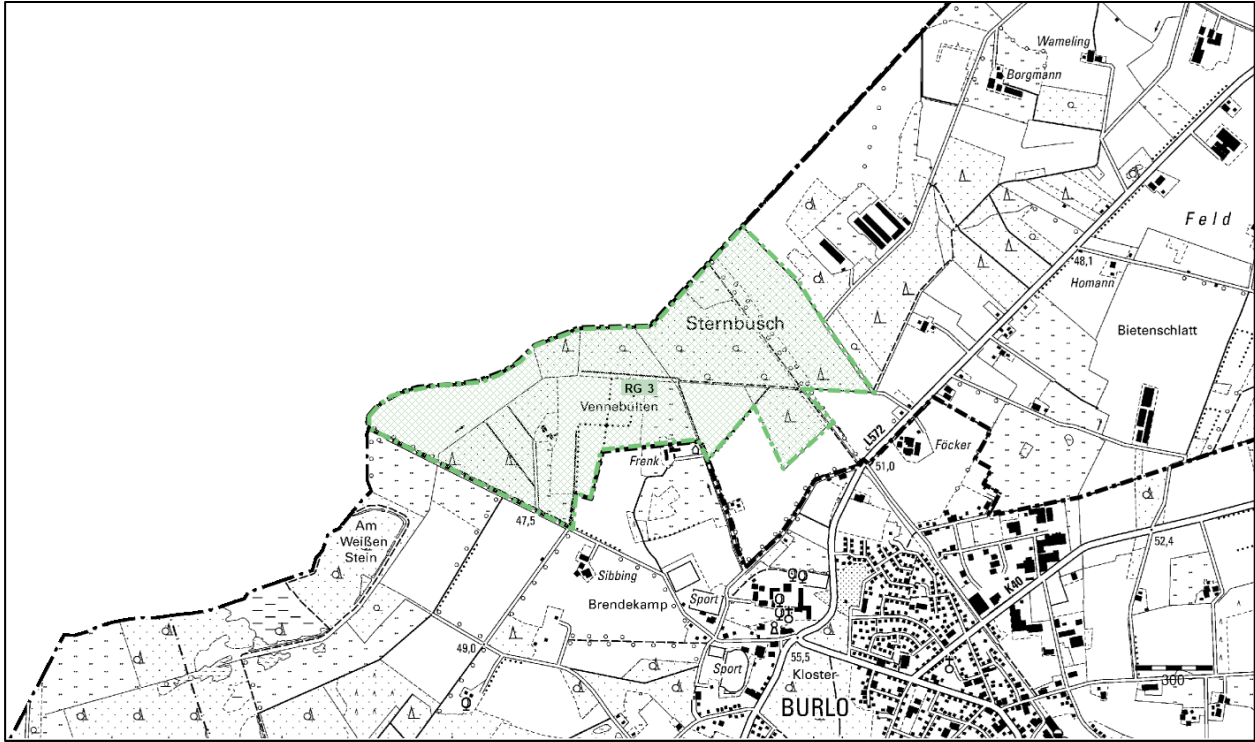 Wameling
Borgmann
Feld
48,1
Homann
Bietenschlatt
Sternbusch
RG 3
Vennebülten
L572
Föcker
Frenk
51,0
47,5
Am
Weißen
Stein
52,4
Sibbing
K40
Brendekamp
Sport
49,0
55,5
Sport
Kloster-
300
BURLO